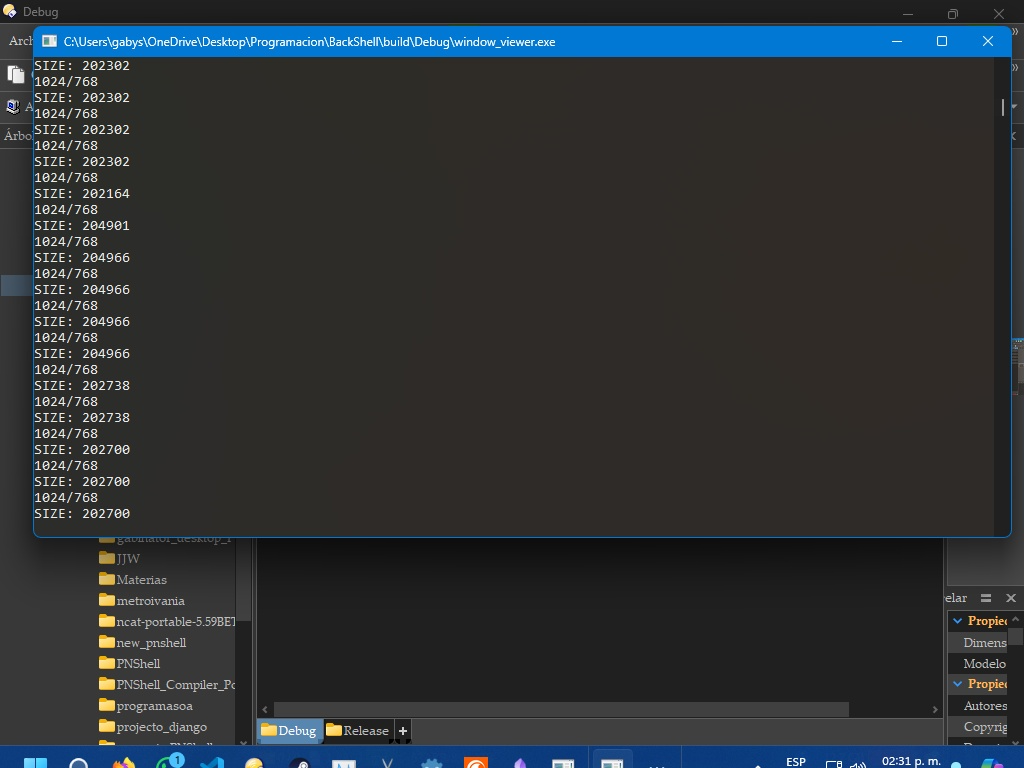 Debug
C:\Users\gabys\OneDrive\Desktop\Programacion\BackShell\build\Debug\window_viewer.exe
Arch
Árbo
SIZE: 202302
1024/768
SIZE: 202302
1024/768
SIZE: 202302
1024/768
SIZE: 202302
1024/768
SIZE: 202164
1024/768
SIZE: 204901
1024/768
SIZE: 204966
1024/768
SIZE: 204966
1024/768
SIZE: 204966
1024/768
SIZE: 204966
1024/768
SIZE: 202738
1024/768
SIZE: 202738
1024/768
SIZE: 202700
1024/768
SIZE: 202700
1024/768
SIZE: 202700
JJW
Materias
metroivania
ncat-portable-5.59BET
new_pnshell
PNShell
PNShell_Compiler_Po
programasoa
projecto_django
Debug
Release
+
elar
Propied
Dimens
Modelo
Propied
Autores
Copyrig
1
ESP
02:31 p. m.